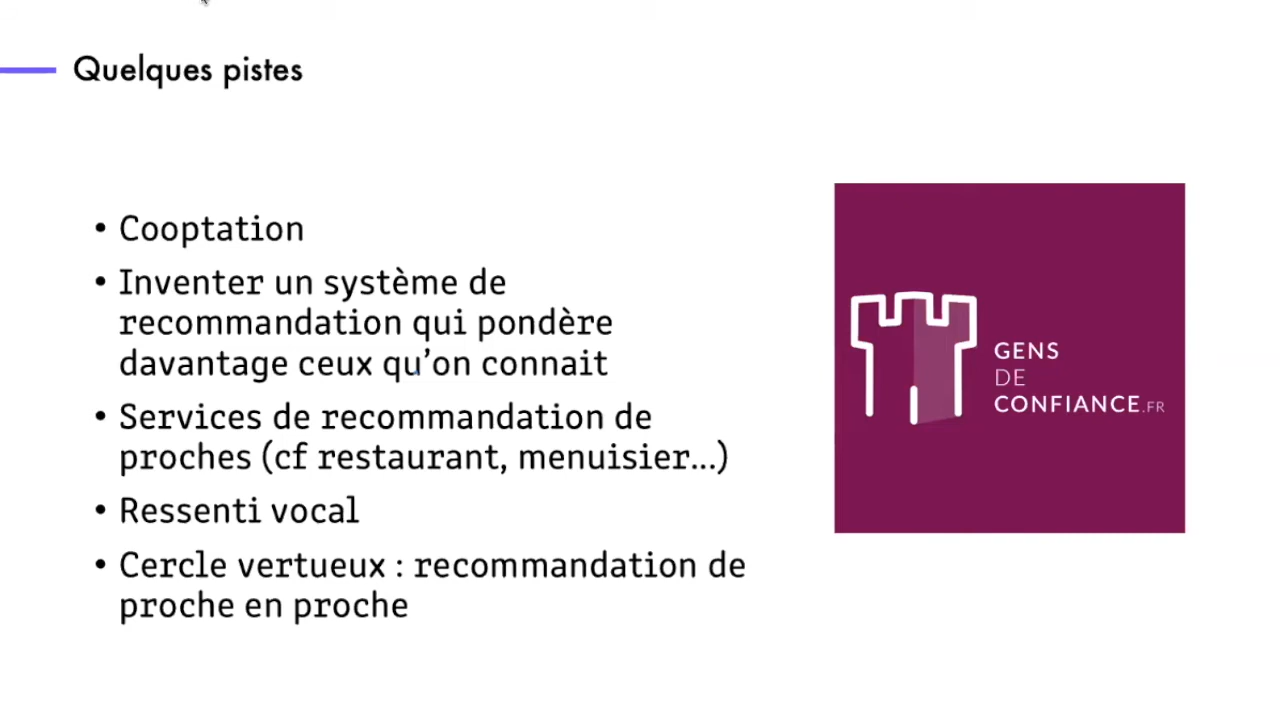 Quelques pistes
• Cooptation
• Inventer un système de
recommandation qui pondère
davantage ceux qu’on connait
• Services de recommandation de
proches (cf restaurant, menuisier...)
• Ressenti vocal
• Cercle vertueux : recommandation de
proche en proche
GENS
DE
CONFIANCE.FR